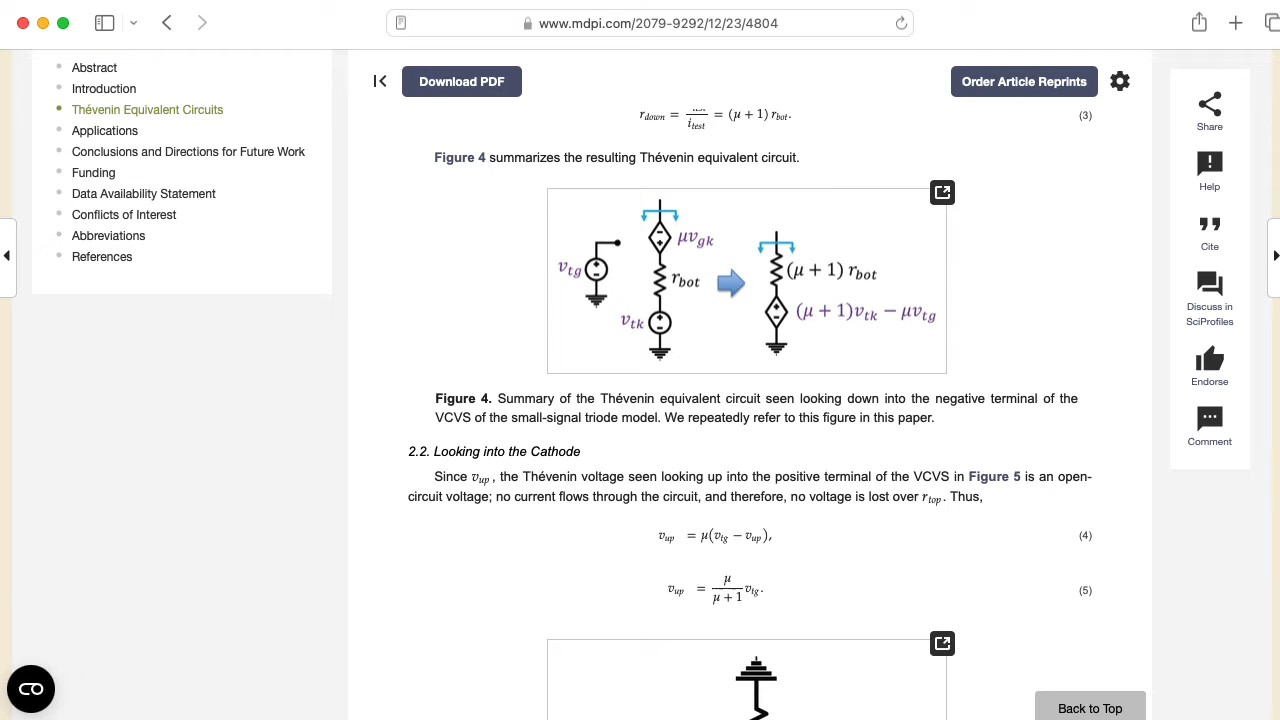 www.mdpi.com/2079-9292/12/23/4804
Abstract
Introduction
Thévenin Equivalent Circuits
Applications
Conclusions and Directions for Future Work
Funding
Data Availability Statement
Conflicts of Interest
Abbreviations
References
Download PDF
Order Article Reprints
r_down = / i_test = (μ + 1) r_bot. (3)
Figure 4 summarizes the resulting Thévenin equivalent circuit.
v_tg
μv_gk
r_bot
v_tk
(μ + 1) r_bot
(μ + 1)v_tk − μv_tg
Figure 4. Summary of the Thévenin equivalent circuit seen looking down into the negative terminal of the
VCVS of the small-signal triode model. We repeatedly refer to this figure in this paper.
2.2. Looking into the Cathode
Since v_up, the Thévenin voltage seen looking up into the positive terminal of the VCVS in Figure 5 is an open-
circuit voltage; no current flows through the circuit, and therefore, no voltage is lost over r_top. Thus,
v_up = μ(v_tg − v_up), (4)
v_up = μ / (μ + 1) v_tg. (5)
Share
Help
Cite
Discuss in
SciProfiles
Endorse
Comment
Back to Top